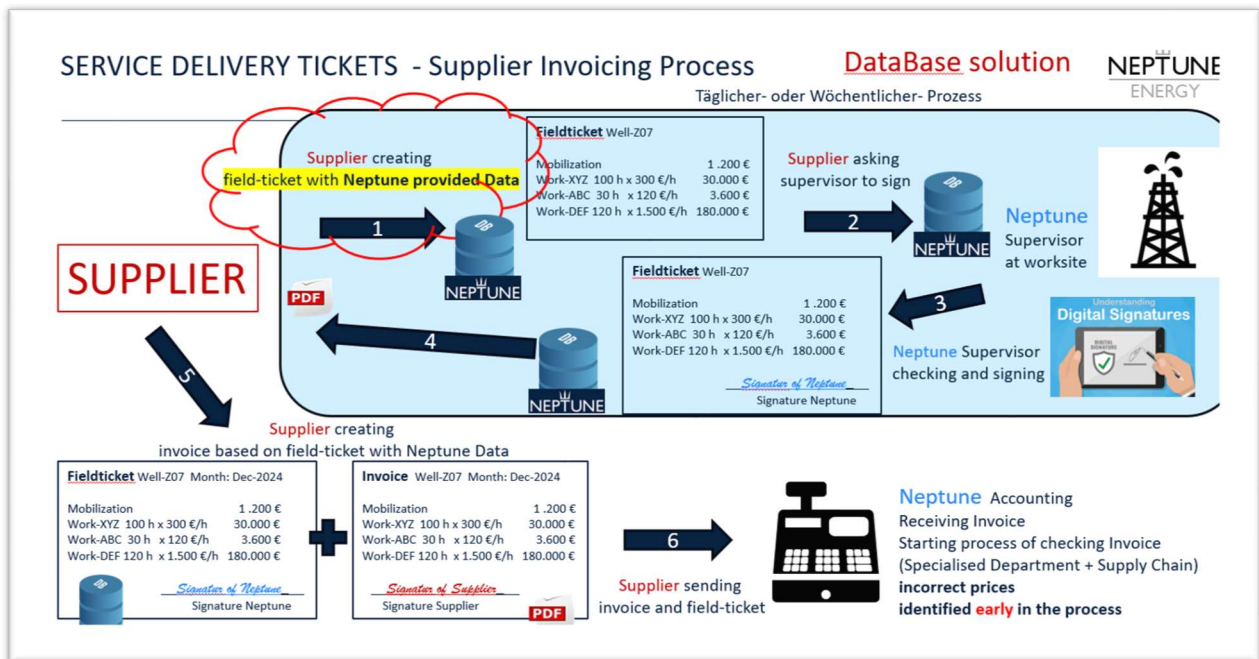 SERVICE DELIVERY TICKETS - Supplier Invoicing Process
DataBase solution
NEPTUNE
ENERGY
Täglicher- oder Wöchentlicher- Prozess
Supplier creating
field-ticket with Neptune provided Data
1
DB
NEPTUNE
Fieldticket Well-Z07
Mobilization 1 .200 €
Work-XYZ 100 h x 300 €/h 30.000 €
Work-ABC 30 h x 120 €/h 3.600 €
Work-DEF 120 h x 1.500 €/h 180.000 €
Supplier asking
supervisor to sign
2
DB
NEPTUNE
Neptune
Supervisor
at worksite
SUPPLIER
PDF
4
DB
NEPTUNE
Fieldticket Well-Z07
Mobilization 1 .200 €
Work-XYZ 100 h x 300 €/h 30.000 €
Work-ABC 30 h x 120 €/h 3.600 €
Work-DEF 120 h x 1.500 €/h 180.000 €
Signatur of Neptune
Signature Neptune
3
Neptune Supervisor
checking and signing
Understanding
Digital Signatures
DIGITAL
SIGNATURE
5
Supplier creating
invoice based on field-ticket with Neptune Data
Fieldticket Well-Z07 Month: Dec-2024
Mobilization 1 .200 €
Work-XYZ 100 h x 300 €/h 30.000 €
Work-ABC 30 h x 120 €/h 3.600 €
Work-DEF 120 h x 1.500 €/h 180.000 €
Signatur of Neptune
Signature Neptune
DB
Invoice Well-Z07 Month: Dec-2024
Mobilization 1 .200 €
Work-XYZ 100 h x 300 €/h 30.000 €
Work-ABC 30 h x 120 €/h 3.600 €
Work-DEF 120 h x 1.500 €/h 180.000 €
Signatur of Supplier
Signature Supplier
PDF
6
Supplier sending
invoice and field-ticket
Neptune Accounting
Receiving Invoice
Starting process of checking Invoice
(Specialised Department + Supply Chain)
incorrect prices
identified early in the process